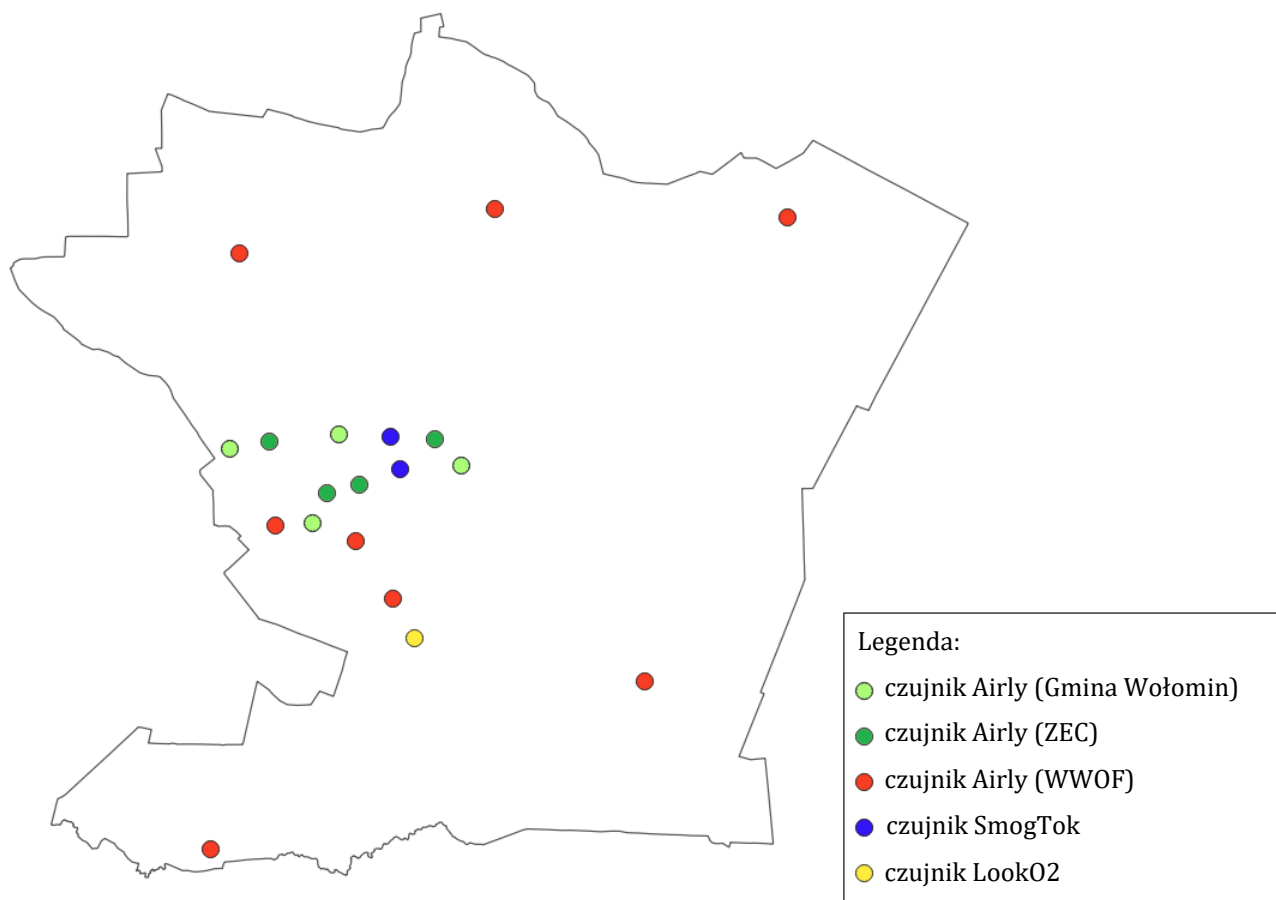 Legenda:
czujnik Airly (Gmina Wołomin)
czujnik Airly (ZEC)
czujnik Airly (WWOF)
czujnik SmogTok
czujnik LookO2